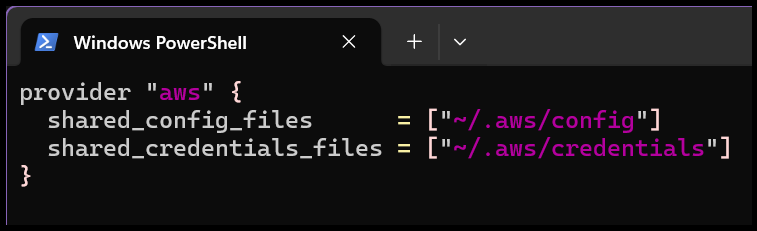 Windows PowerShell
provider "aws" {
  shared_config_files      = ["~/.aws/config"]
  shared_credentials_files = ["~/.aws/credentials"]
}